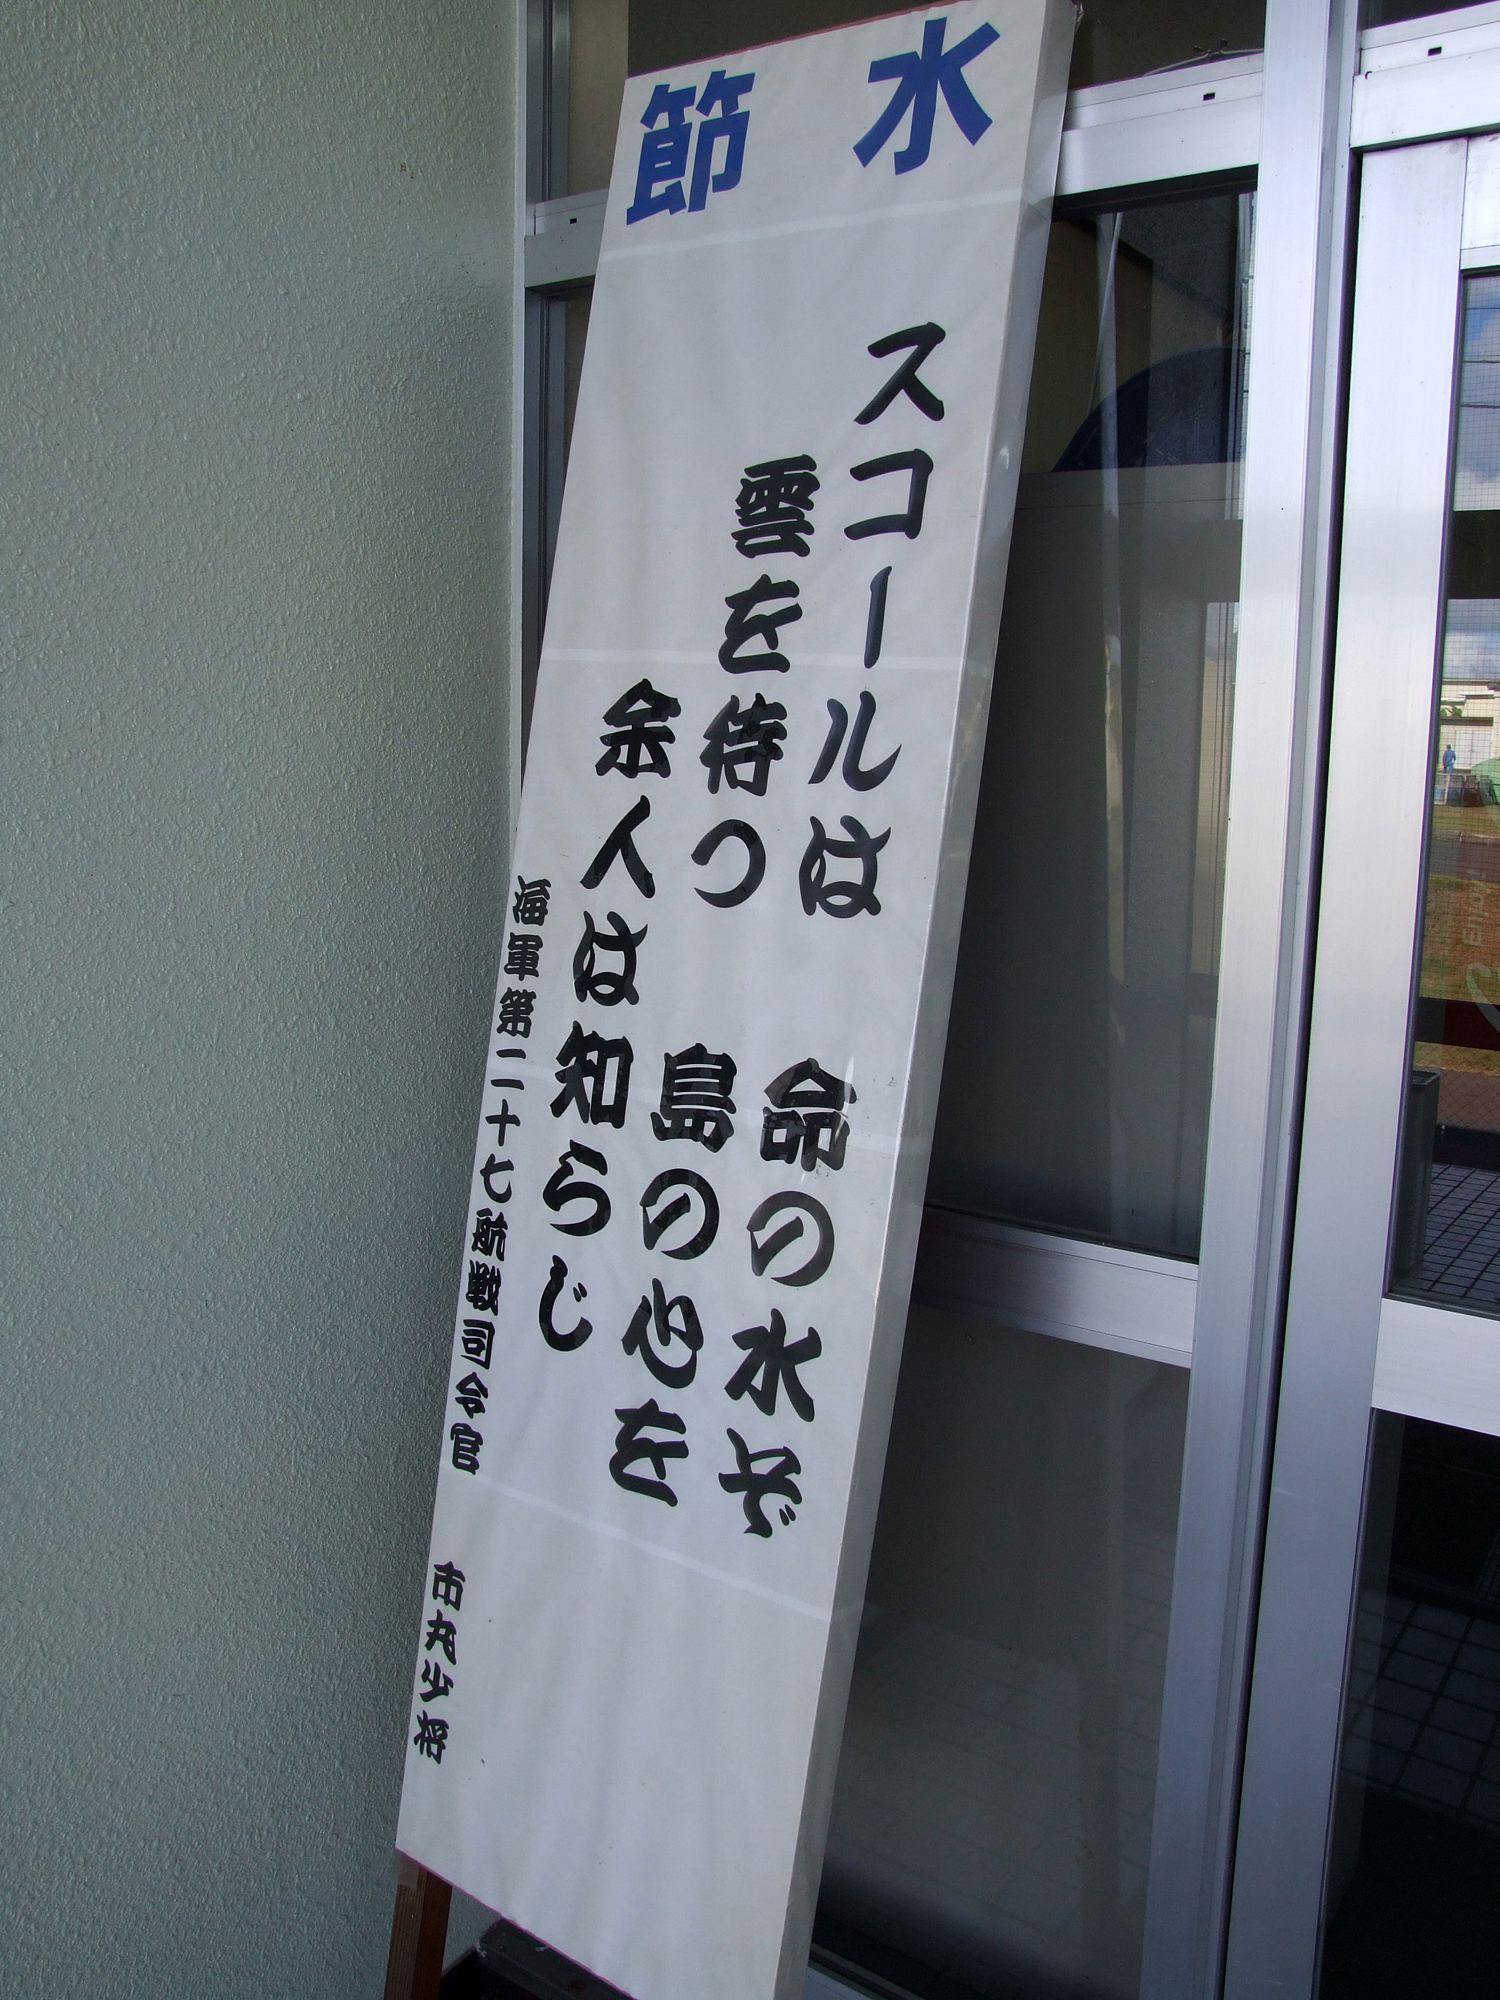 節水
スコールは　命の水ぞ
雲を待つ　島の心を
余人は知らじ
海軍第二十七航戦司令官　市丸少将